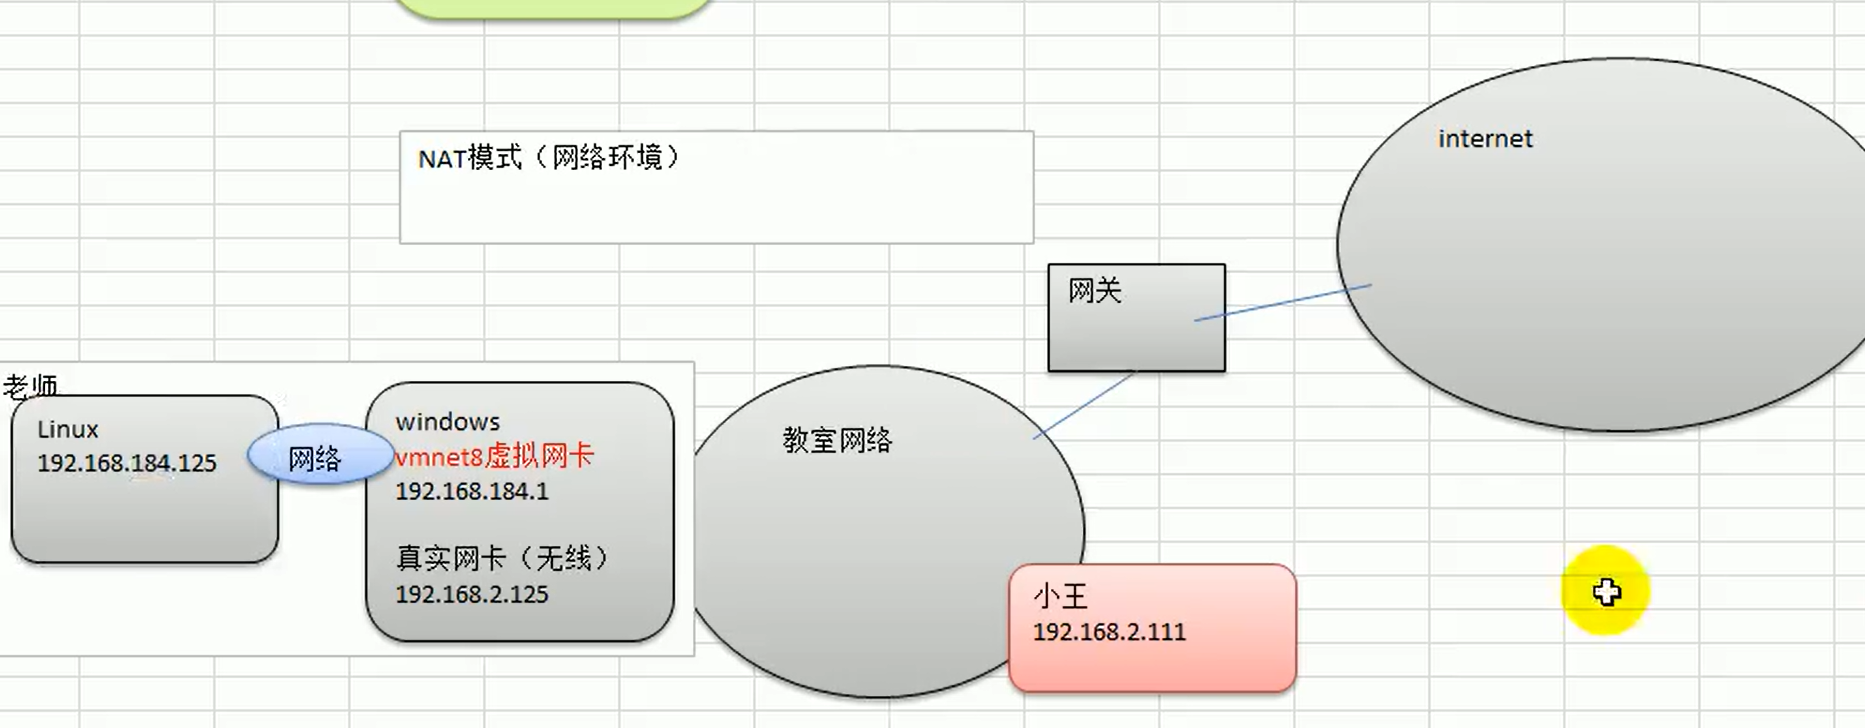 NAT模式（网络环境）
internet
网关
老师
Linux
192.168.184.125
网络
windows
vmnet8虚拟网卡
192.168.184.1
真实网卡（无线）
192.168.2.125
教室网络
小王
192.168.2.111